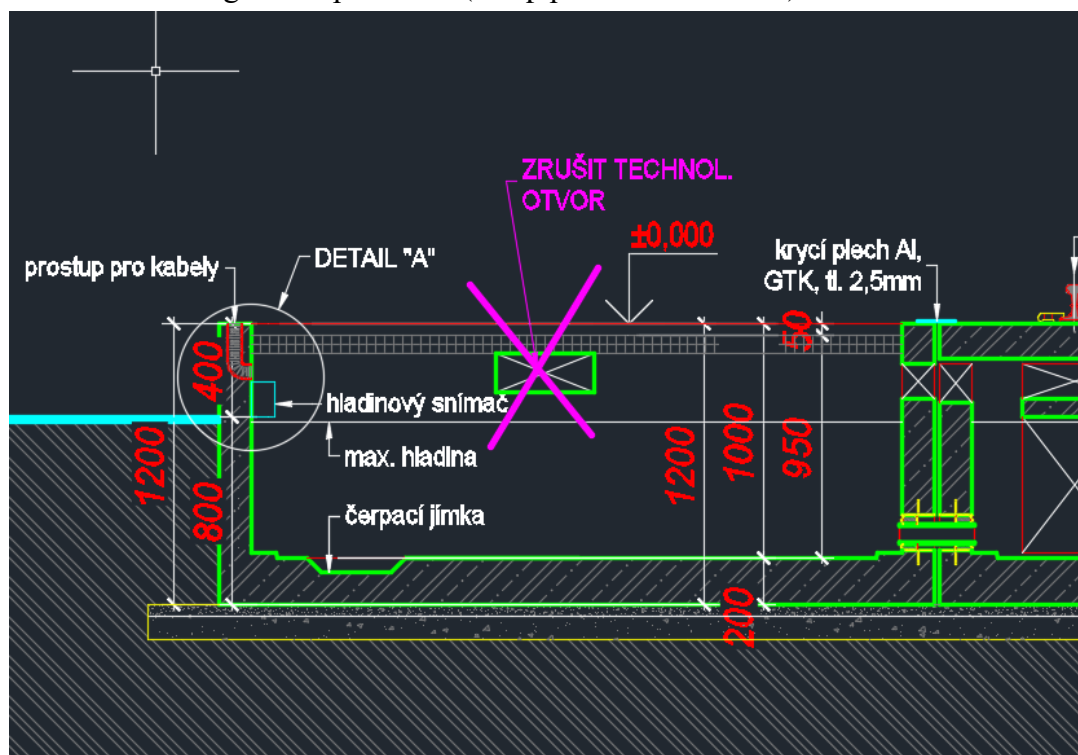 ZRUŠIT TECHNOL.
OTVOR
±0,000
prostup pro kabely
DETAIL "A"
krycí plech Al,
GTK, tl. 2,5mm
50
400
hladinový snímač
1200
800
max. hladina
čerpací jímka
1200
1000
950
200